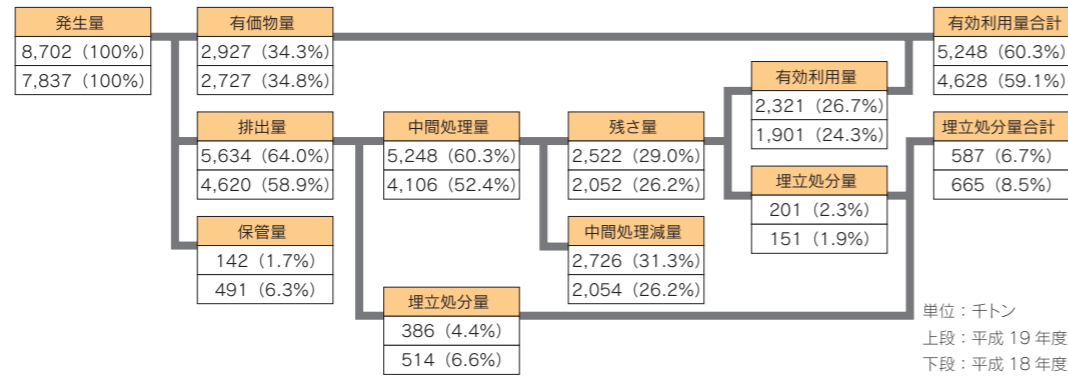 発生量
8,702 (100%)
7,837 (100%)
有価物量
2,927 (34.3%)
2,727 (34.8%)
排出量
5,634 (64.0%)
4,620 (58.9%)
保管量
142 (1.7%)
491 (6.3%)
中間処理量
5,248 (60.3%)
4,106 (52.4%)
埋立処分量
386 (4.4%)
514 (6.6%)
残さ量
2,522 (29.0%)
2,052 (26.2%)
中間処理減量
2,726 (31.3%)
2,054 (26.2%)
有効利用量
2,321 (26.7%)
1,901 (24.3%)
埋立処分量
201 (2.3%)
151 (1.9%)
有効利用量合計
5,248 (60.3%)
4,628 (59.1%)
埋立処分量合計
587 (6.7%)
665 (8.5%)
単位：千トン
上段：平成 19 年度
下段：平成 18 年度